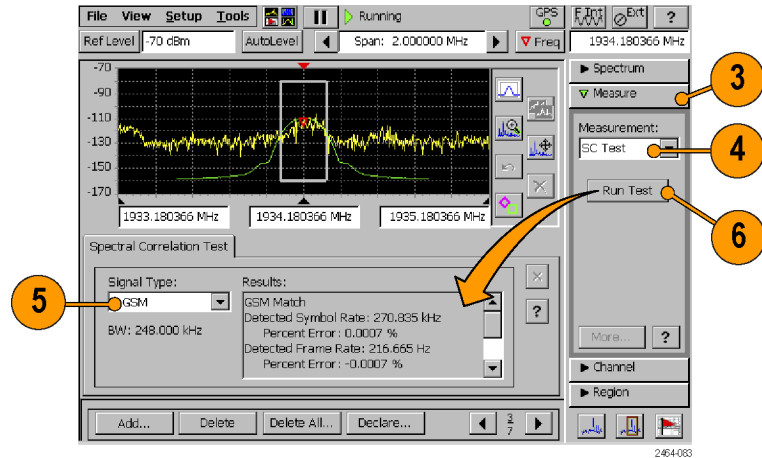 File View Setup Tools Running GPS F Int Ext ?
Ref Level -70 dBm AutoLevel Span: 2.000000 MHz Freq 1934.180366 MHz
-70
-90
-110
-130
-150
-170
1933.180366 MHz 1934.180366 MHz 1935.180366 MHz
Spectrum
Measure
3
Measurement:
SC Test
4
Run Test
6
Spectral Correlation Test
Signal Type:
GSM
5
BW: 248.000 kHz
Results:
GSM Match
Detected Symbol Rate: 270.835 kHz
Percent Error: 0.0007 %
Detected Frame Rate: 216.665 Hz
Percent Error: -0.0007 %
?
More... ?
Channel
Region
Add... Delete Delete All... Declare... 3/7
2464-083